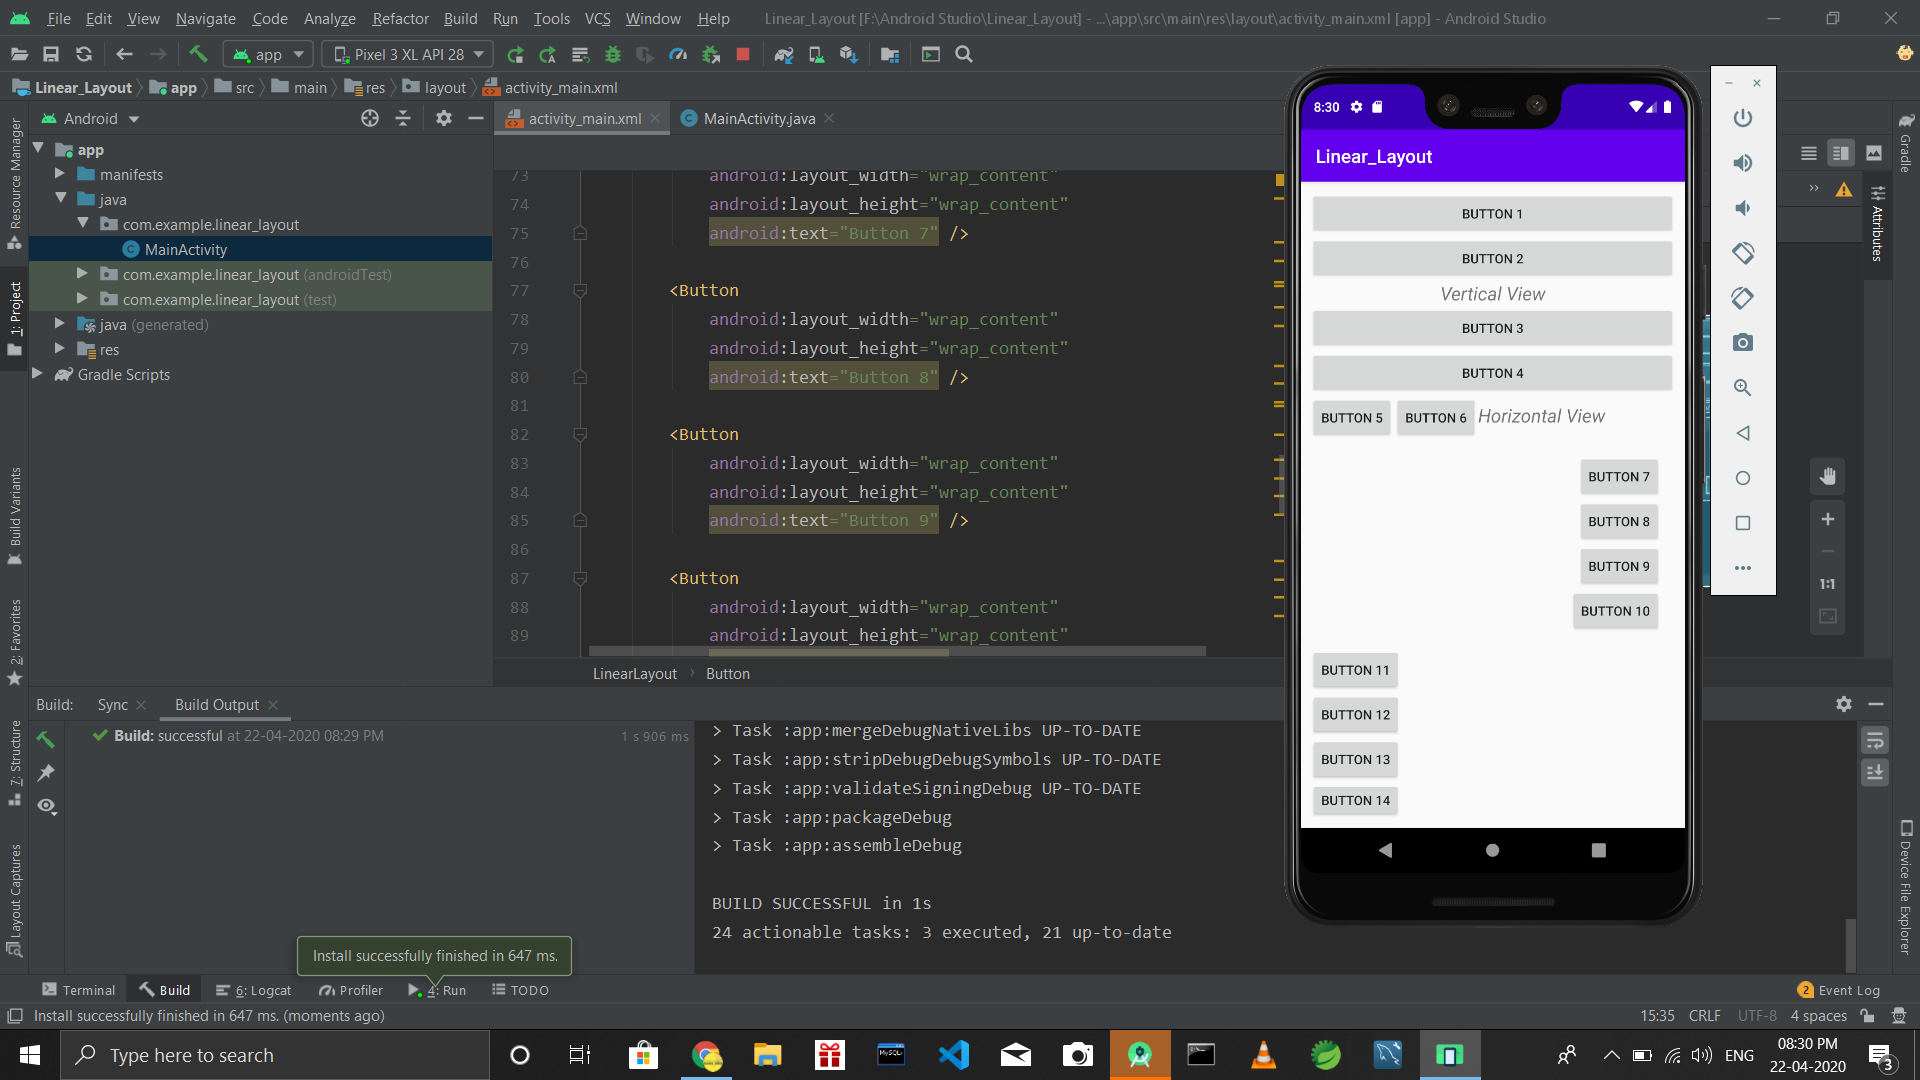 File Edit View Navigate Code Analyze Refactor Build Run Tools VCS Window Help Linear_Layout [F:\Android Studio\Linear_Layout] - ...\app\src\main\res\layout\activity_main.xml [app] - Android Studio
app Pixel 3 XL API 28
Linear_Layout app src main res layout activity_main.xml
Android
activity_main.xml MainActivity.java
app
manifests
java
com.example.linear_layout
MainActivity
com.example.linear_layout (androidTest)
com.example.linear_layout (test)
java (generated)
res
Gradle Scripts
Resource Manager
1: Project
Build Variants
2: Favorites
7: Structure
Layout Captures
73 android:layout_width="wrap_content"
74 android:layout_height="wrap_content"
75 android:text="Button 7" />
76
77 <Button
78 android:layout_width="wrap_content"
79 android:layout_height="wrap_content"
80 android:text="Button 8" />
81
82 <Button
83 android:layout_width="wrap_content"
84 android:layout_height="wrap_content"
85 android:text="Button 9" />
86
87 <Button
88 android:layout_width="wrap_content"
89 android:layout_height="wrap_content"
LinearLayout Button
8:30
Linear_Layout
BUTTON 1
BUTTON 2
Vertical View
BUTTON 3
BUTTON 4
BUTTON 5 BUTTON 6 Horizontal View
BUTTON 7
BUTTON 8
BUTTON 9
BUTTON 10
BUTTON 11
BUTTON 12
BUTTON 13
BUTTON 14
1:1
Gradle
Attributes
Device File Explorer
Build: Sync Build Output
Build: successful at 22-04-2020 08:29 PM 1 s 906 ms
> Task :app:mergeDebugNativeLibs UP-TO-DATE
> Task :app:stripDebugDebugSymbols UP-TO-DATE
> Task :app:validateSigningDebug UP-TO-DATE
> Task :app:packageDebug
> Task :app:assembleDebug
BUILD SUCCESSFUL in 1s
24 actionable tasks: 3 executed, 21 up-to-date
Install successfully finished in 647 ms.
Terminal Build 6: Logcat Profiler 4: Run TODO 2 Event Log
Install successfully finished in 647 ms. (moments ago) 15:35 CRLF UTF-8 4 spaces
Type here to search MySQL ENG 08:30 PM
22-04-2020 3